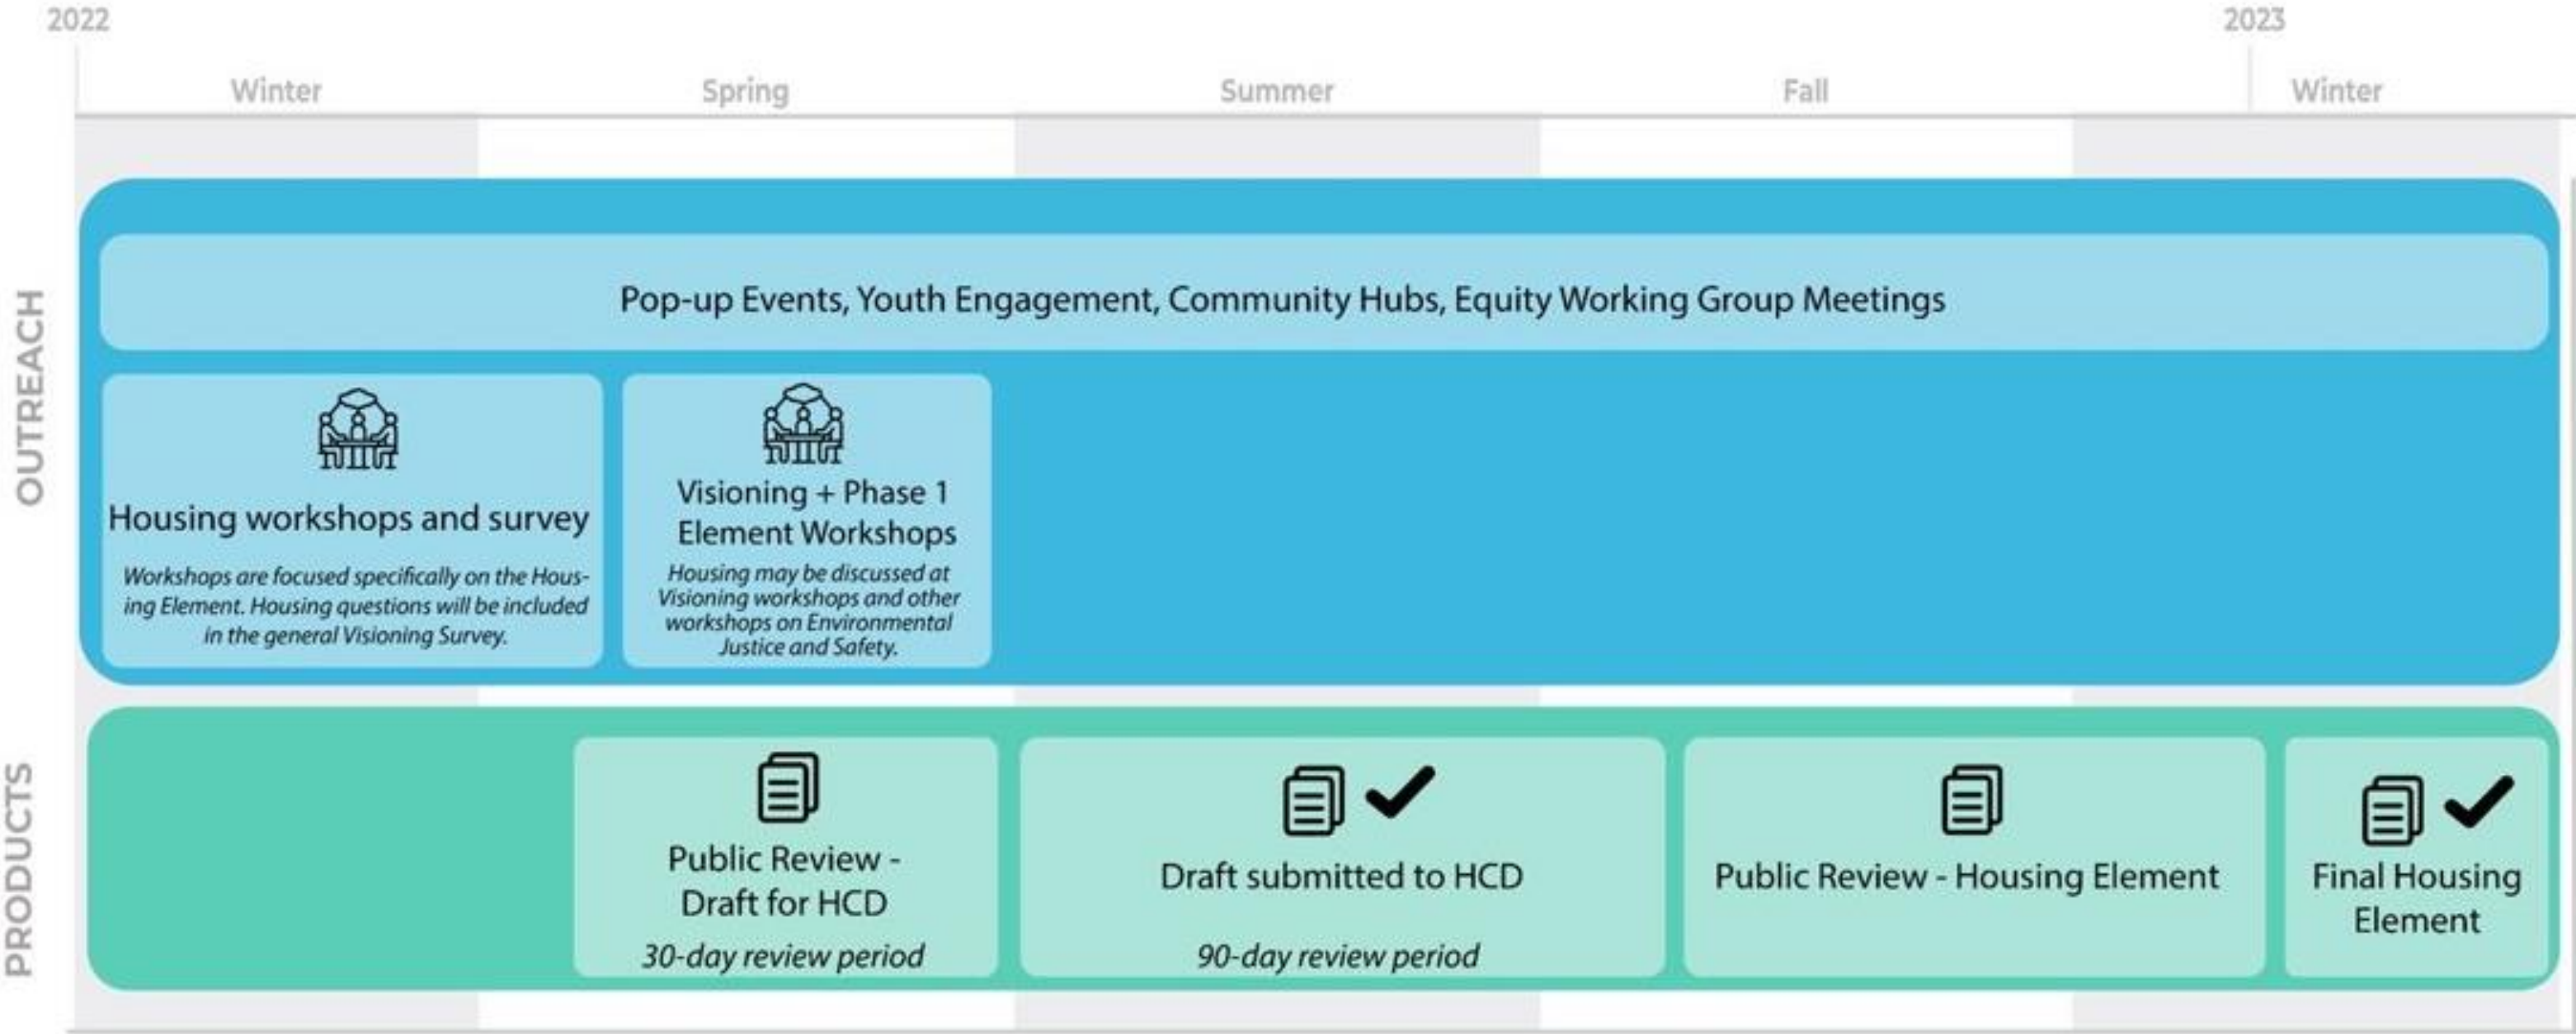 2022
2023
Winter
Spring
Summer
Fall
Winter
OUTREACH
Pop-up Events, Youth Engagement, Community Hubs, Equity Working Group Meetings
Housing workshops and survey
Workshops are focused specifically on the Hous-
ing Element. Housing questions will be included
in the general Visioning Survey.
Visioning + Phase 1
Element Workshops
Housing may be discussed at
Visioning workshops and other
workshops on Environmental
Justice and Safety.
PRODUCTS
Public Review -
Draft for HCD
30-day review period
Draft submitted to HCD
90-day review period
Public Review - Housing Element
Final Housing
Element